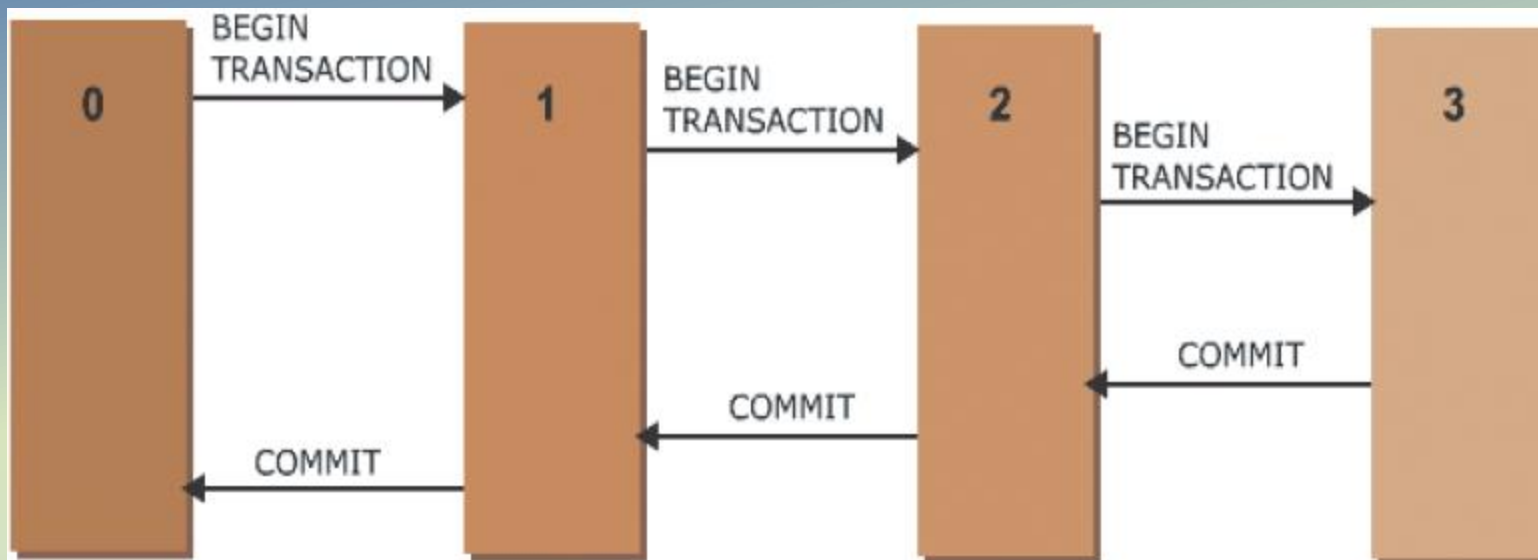 BEGIN
TRANSACTION
0
1
BEGIN
TRANSACTION
2
BEGIN
TRANSACTION
3
COMMIT
COMMIT
COMMIT